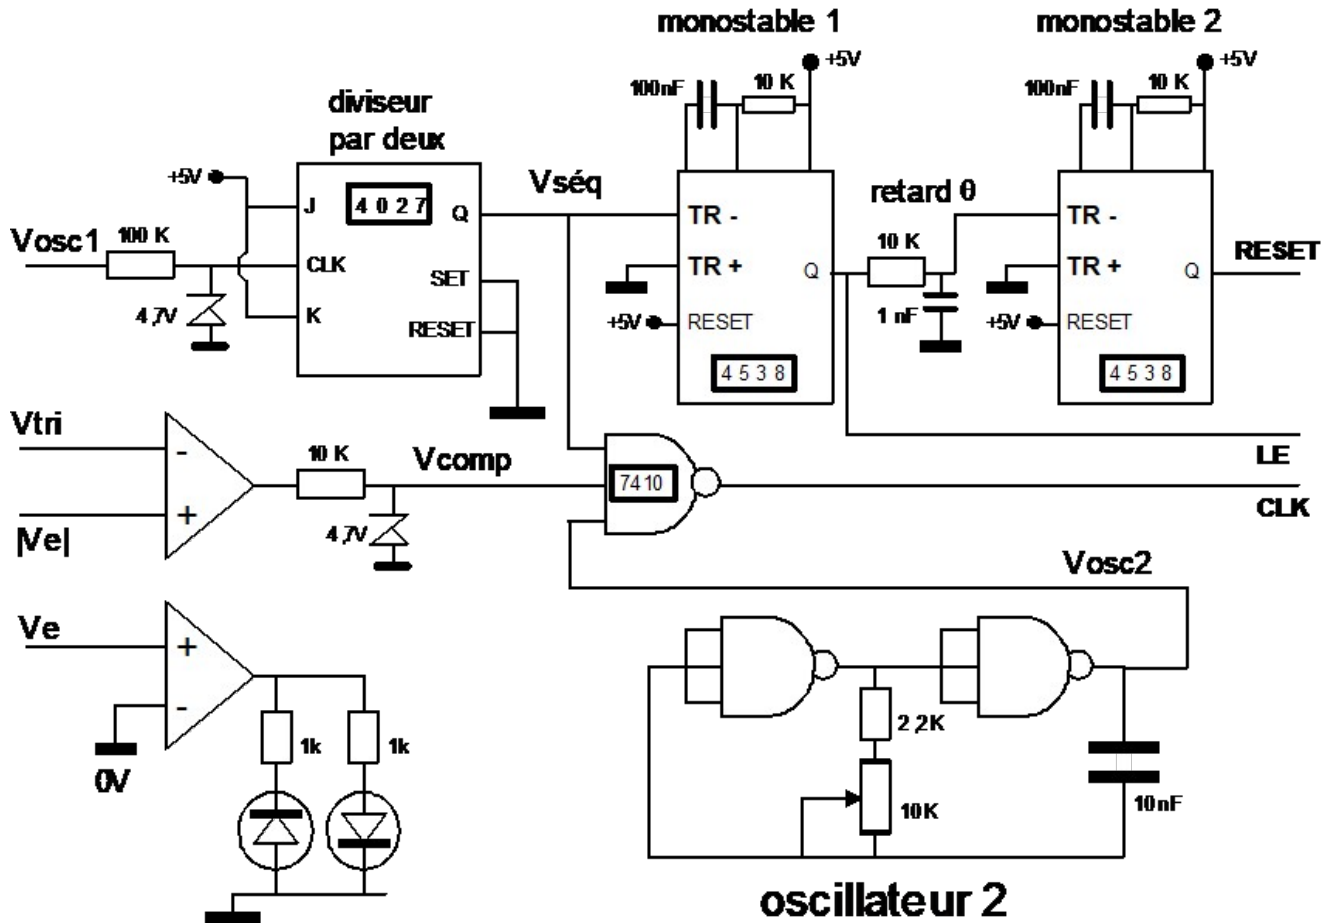 monostable 1
monostable 2
+5V
+5V
100nF
10 K
100nF
10 K
diviseur
par deux
+5V
J
4 0 2 7
Q
Vséq
TR -
retard θ
TR -
Vosc1
100 K
CLK
TR +
Q
10 K
TR +
Q
RESET
SET
4,7V
K
RESET
+5V
RESET
1 nF
+5V
RESET
4 5 3 8
4 5 3 8
Vtri
-
10 K
Vcomp
7410
LE
+
CLK
|Ve|
4,7V
Vosc2
Ve
+
-
1k
1k
0V
2,2K
10K
10nF
oscillateur 2